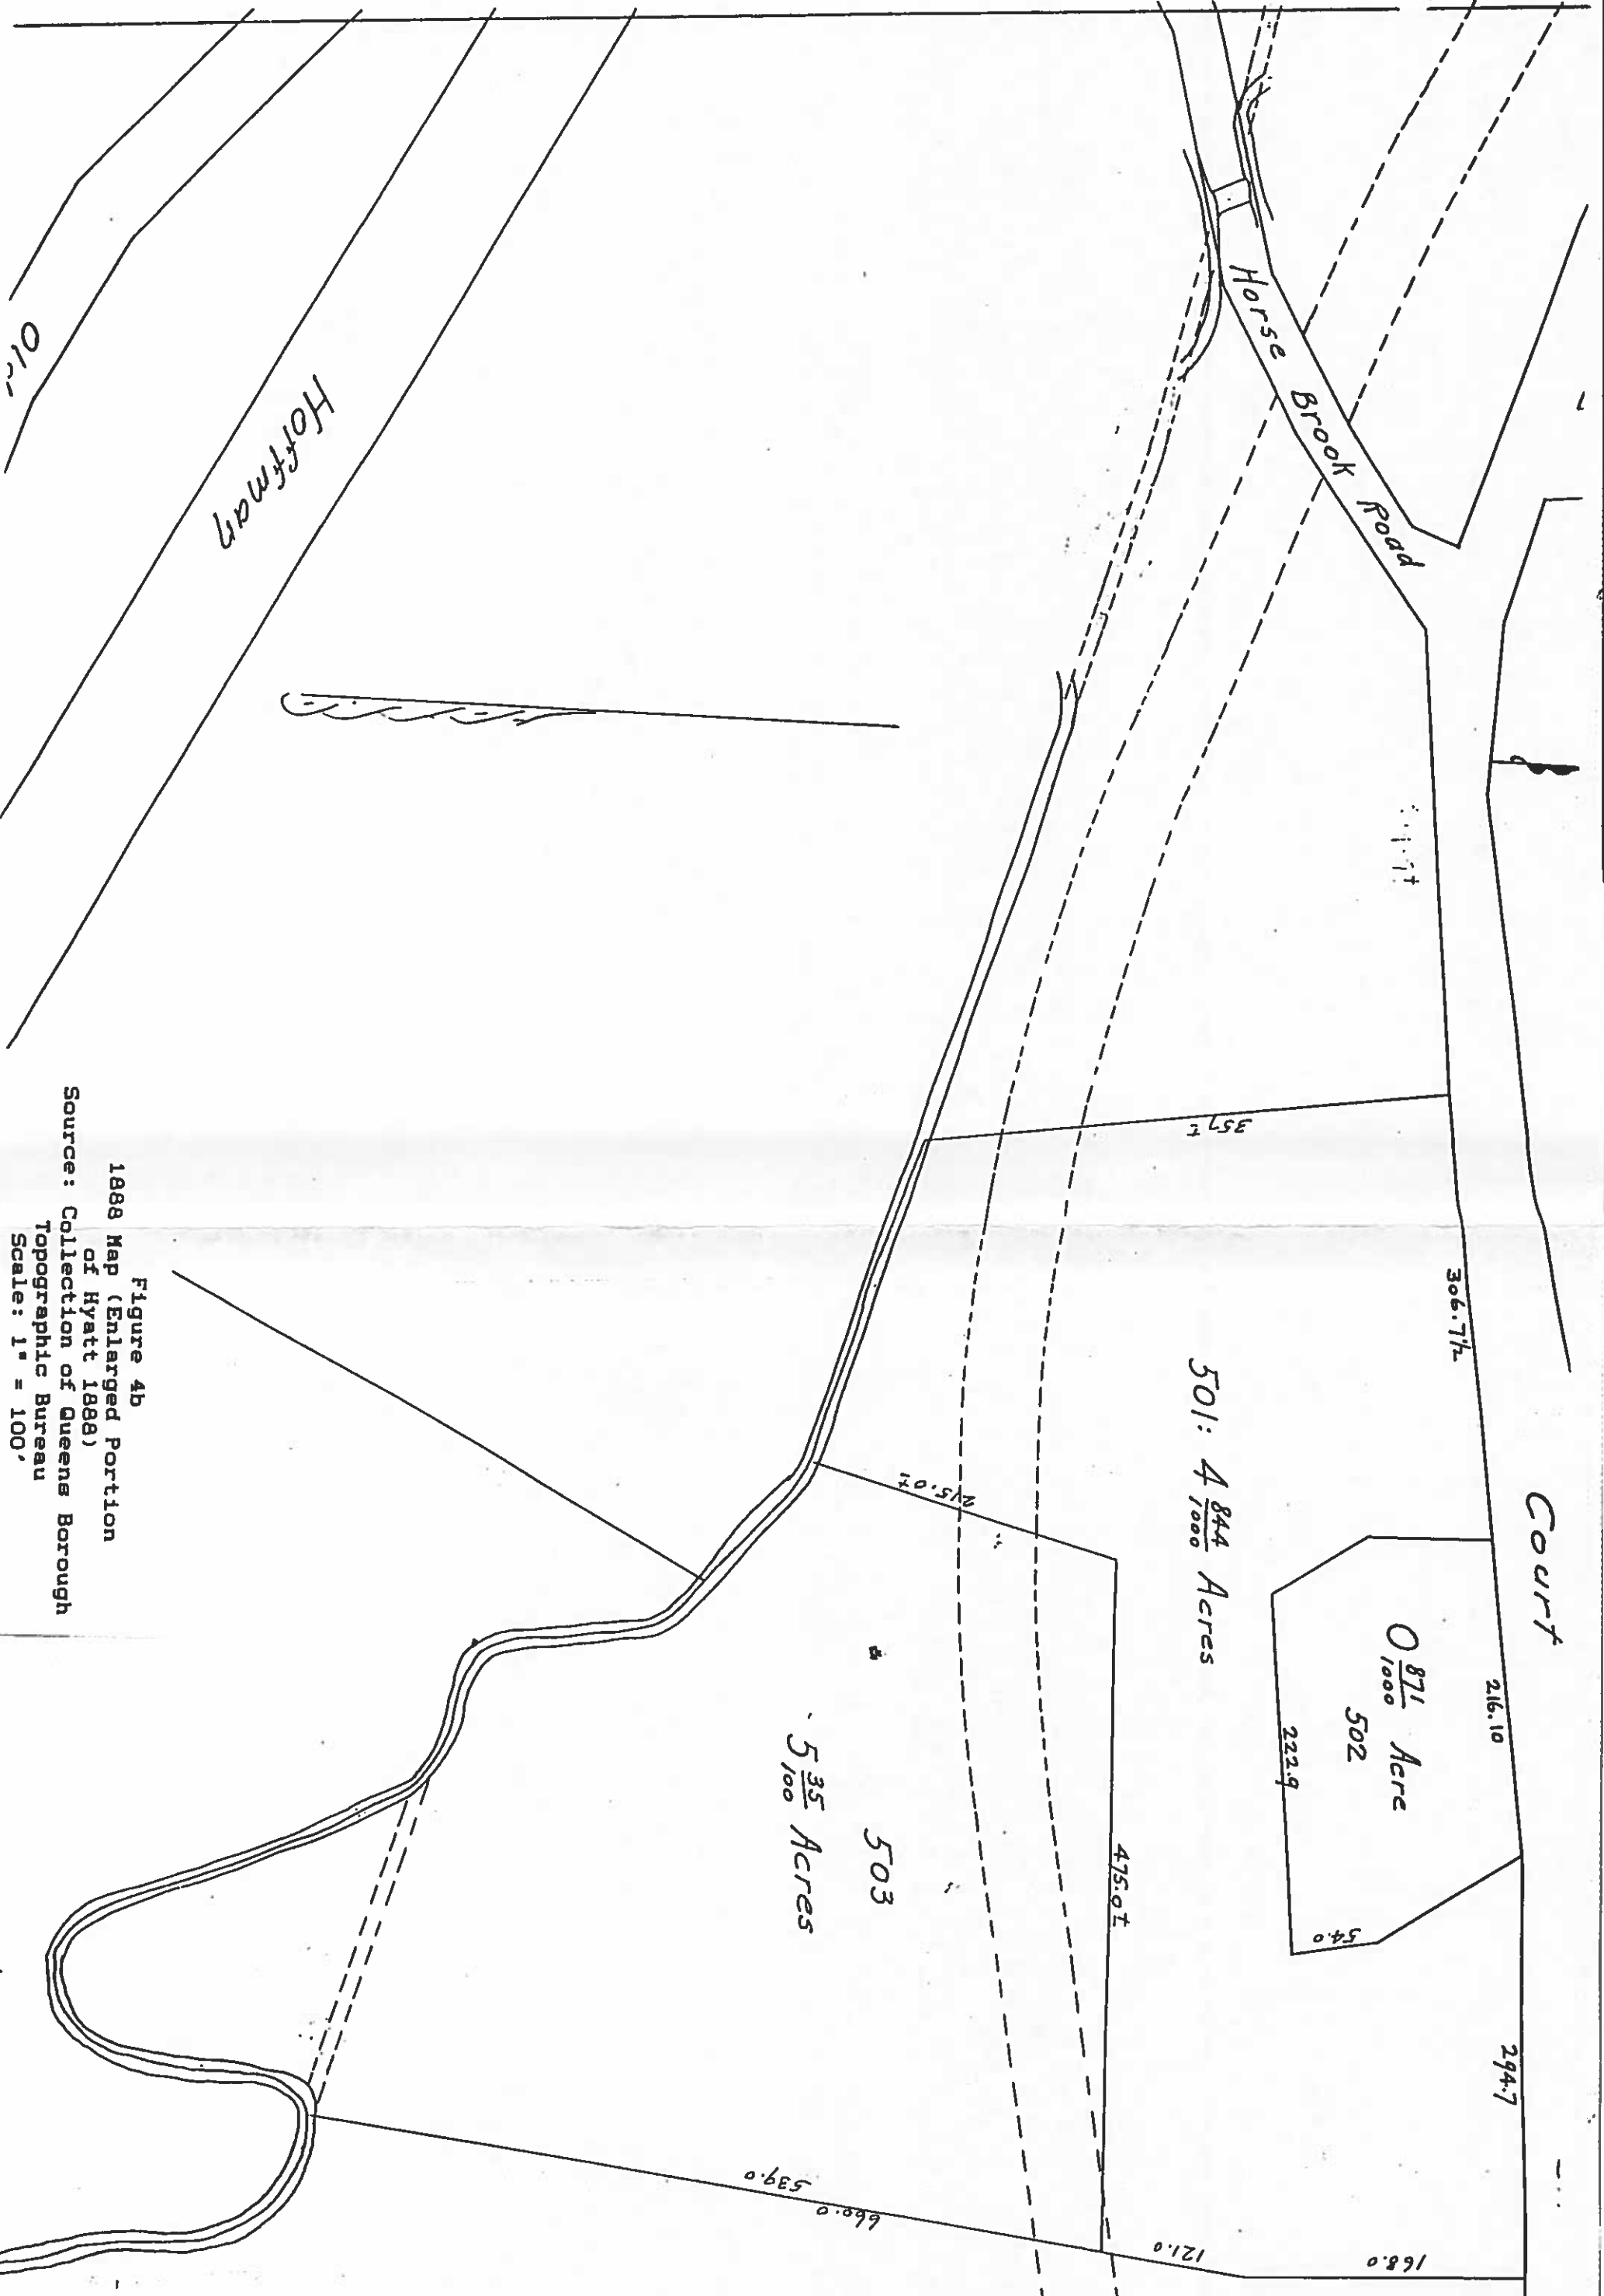 Horse Brook Road
Court
Hoffman
357±
306.7½
501: 4 844/1000 Acres
0 871/1000 Acre
502
216.10
222.9
54.0
294.7
215.0±
475.0±
503
5 35/100 Acres
539.0
660.0
121.0
168.0
Figure 4b
1888 Map (Enlarged Portion
of Hyatt 1888)
Source: Collection of Queens Borough
Topographic Bureau
Scale: 1" = 100'